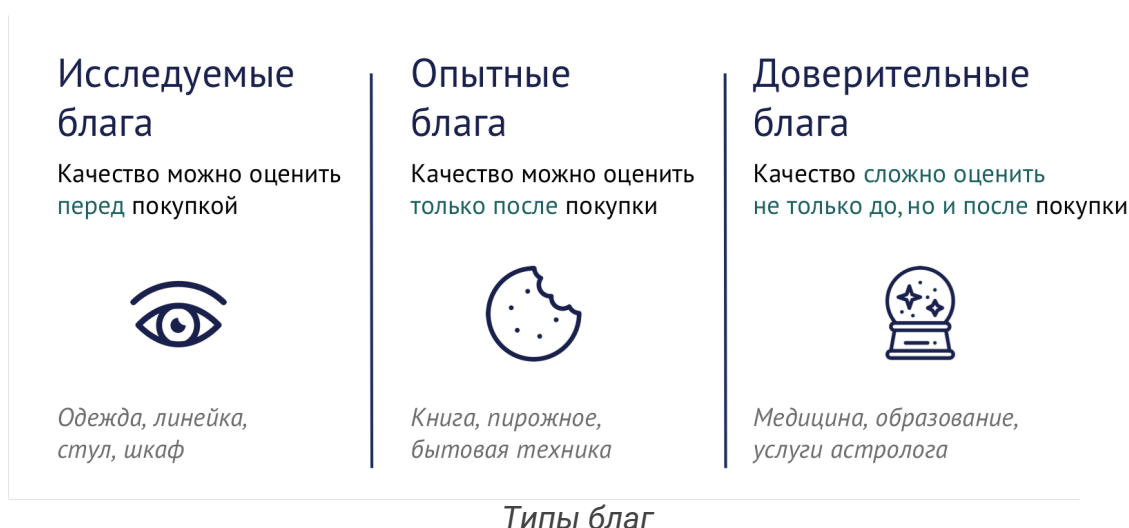 Исследуемые
блага
Качество можно оценить
перед покупкой
Одежда, линейка,
стул, шкаф
Опытные
блага
Качество можно оценить
только после покупки
Книга, пирожное,
бытовая техника
Доверительные
блага
Качество сложно оценить
не только до, но и после покупки
Медицина, образование,
услуги астролога
Типы благ